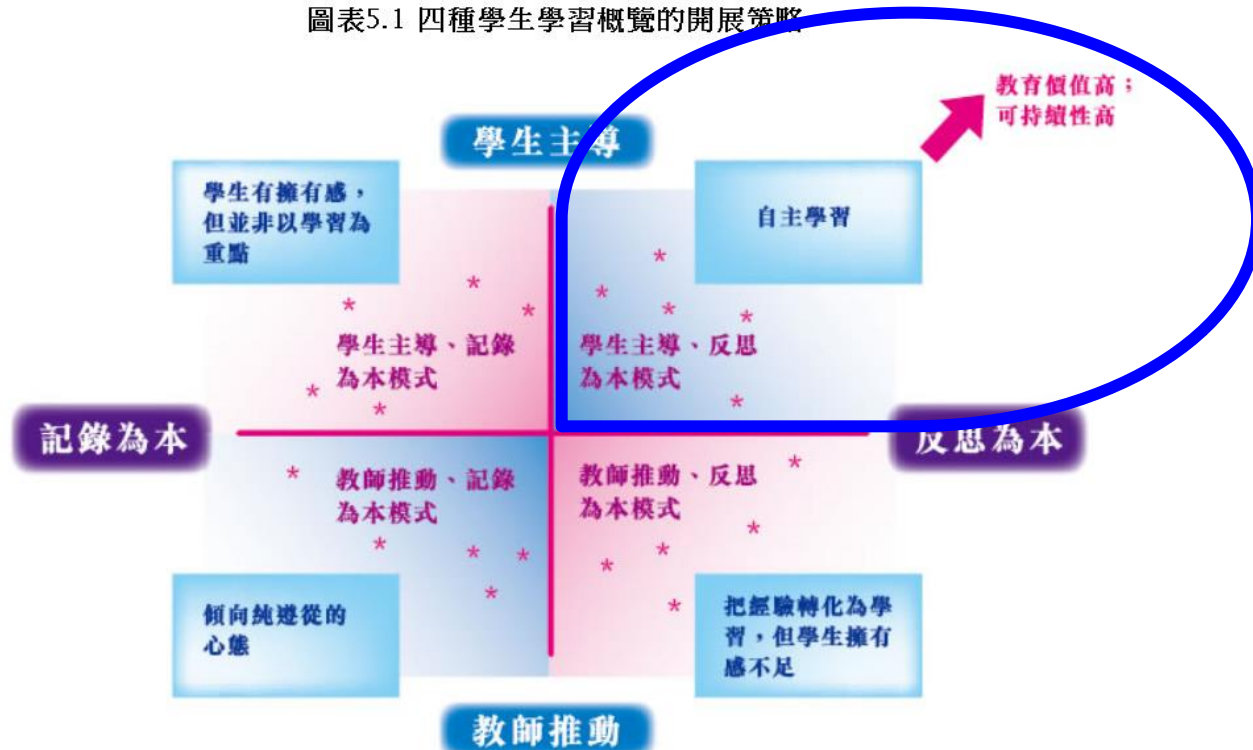 圖表5.1 四種學生學習概覽的開展策略
教育價值高；
可持續性高
學生主導
學生有擁有感，
但並非以學習為
重點
自主學習
學生主導、記錄
為本模式
學生主導、反思
為本模式
記錄為本
反思為本
教師推動、記錄
為本模式
教師推動、反思
為本模式
傾向純遵從的
心態
把經驗轉化為學
習，但學生擁有
感不足
教師推動